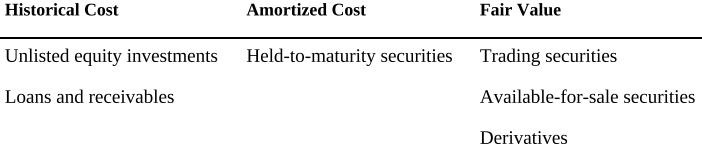 Historical Cost Amortized Cost Fair Value
Unlisted equity investments Held-to-maturity securities Trading securities
Loans and receivables Available-for-sale securities
Derivatives